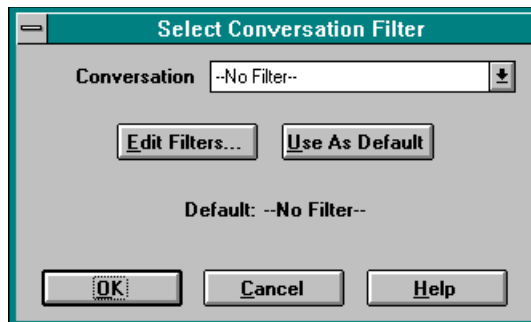 Select Conversation Filter
Conversation --No Filter--
Edit Filters... Use As Default
Default: --No Filter--
OK Cancel Help